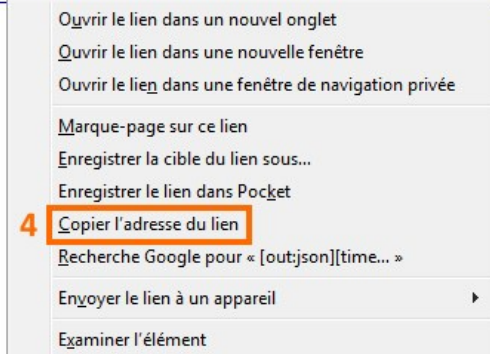 Ouvrir le lien dans un nouvel onglet
Ouvrir le lien dans une nouvelle fenêtre
Ouvrir le lien dans une fenêtre de navigation privée
Marque-page sur ce lien
Enregistrer la cible du lien sous...
Enregistrer le lien dans Pocket
4 Copier l'adresse du lien
Recherche Google pour « [out:json][time... »
Envoyer le lien à un appareil
Examiner l'élément